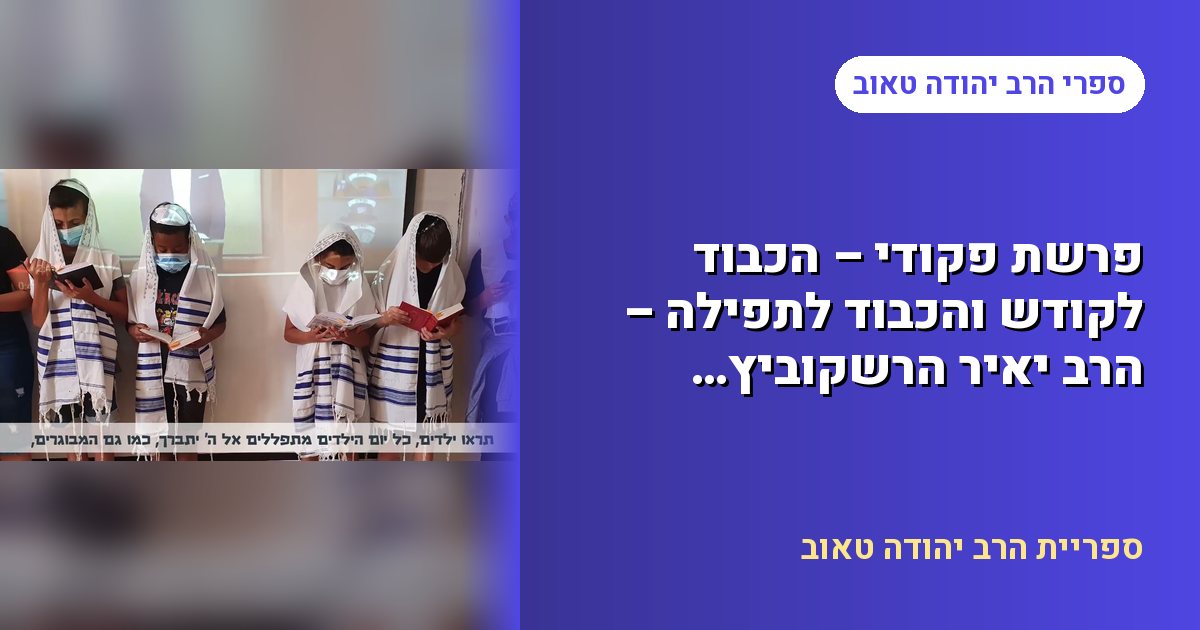 ספרי הרב יהודה טאוב
פרשת פקודי – הכבוד
לקודש והכבוד לתפילה –
הרב יאיר הרשקוביץ...
ספריית הרב יהודה טאוב
תראו ילדים, כל יום הילדים מתפללים אל ה' יתברך, כמו גם המבוגרים,